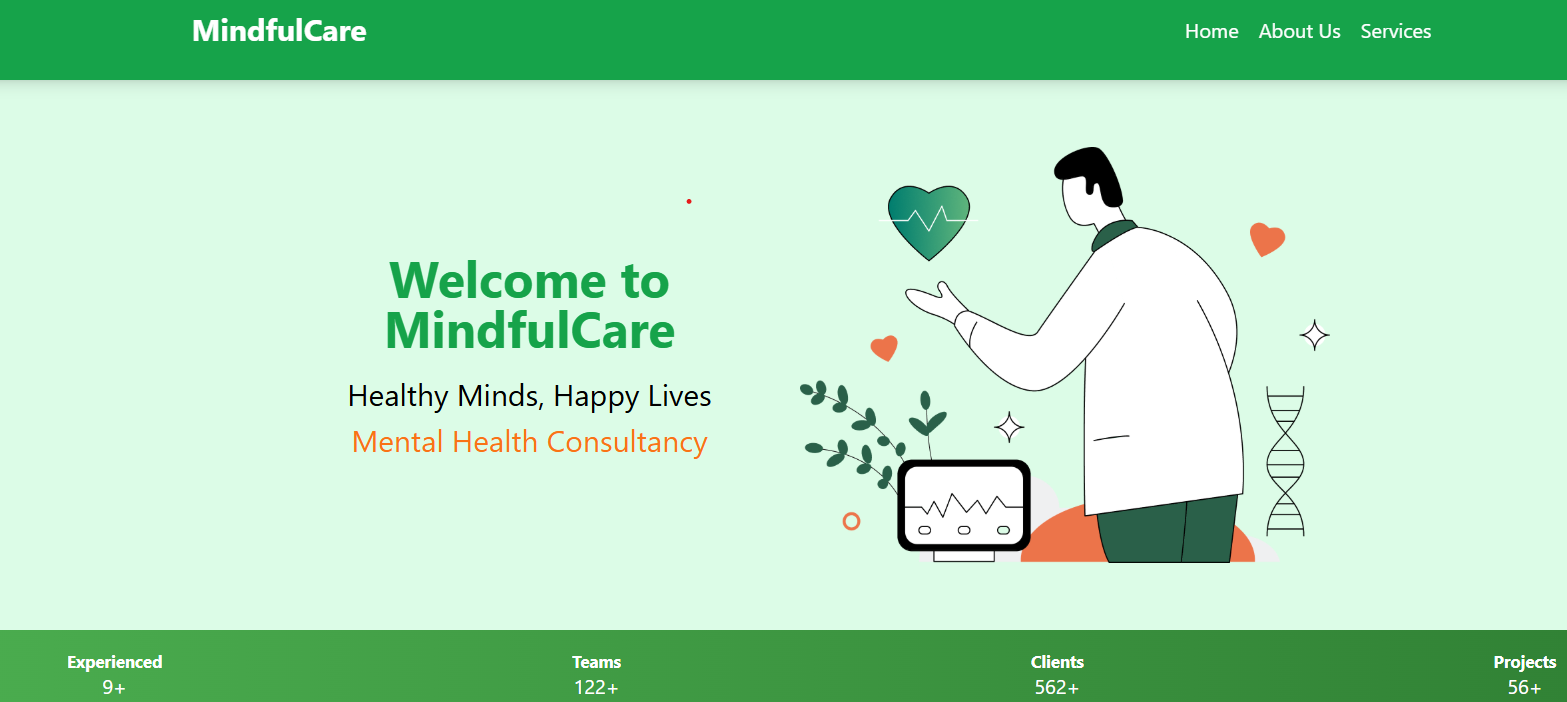 MindfulCare
Home About Us Services
Welcome to
MindfulCare
Healthy Minds, Happy Lives
Mental Health Consultancy
Experienced Teams Clients Projects
9+ 122+ 562+ 56+